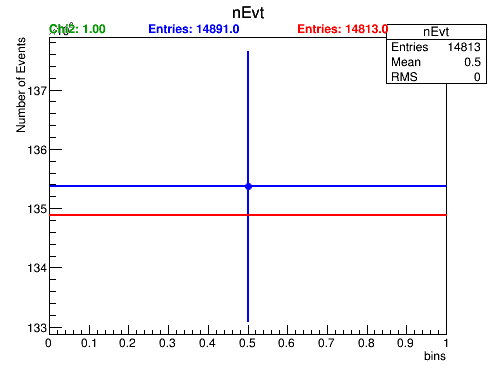 nEvt
Chi2: 1.00 Entries: 14891.0 Entries: 14813.0
nEvt
Entries 14813
Mean 0.5
RMS 0
Number of Events
137
136
135
134
133
0 0.1 0.2 0.3 0.4 0.5 0.6 0.7 0.8 0.9 1
bins